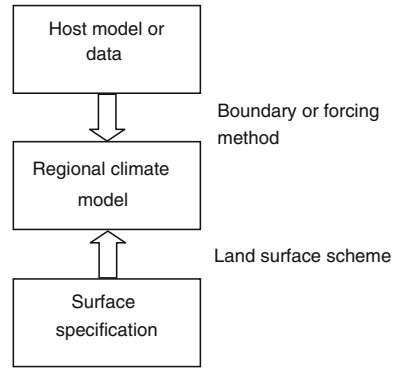 Host model or
data
Boundary or forcing
method
Regional climate
model
Land surface scheme
Surface
specification